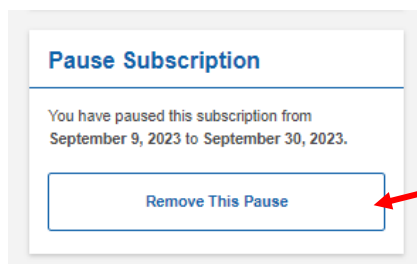 Pause Subscription
You have paused this subscription from
September 9, 2023 to September 30, 2023.
Remove This Pause